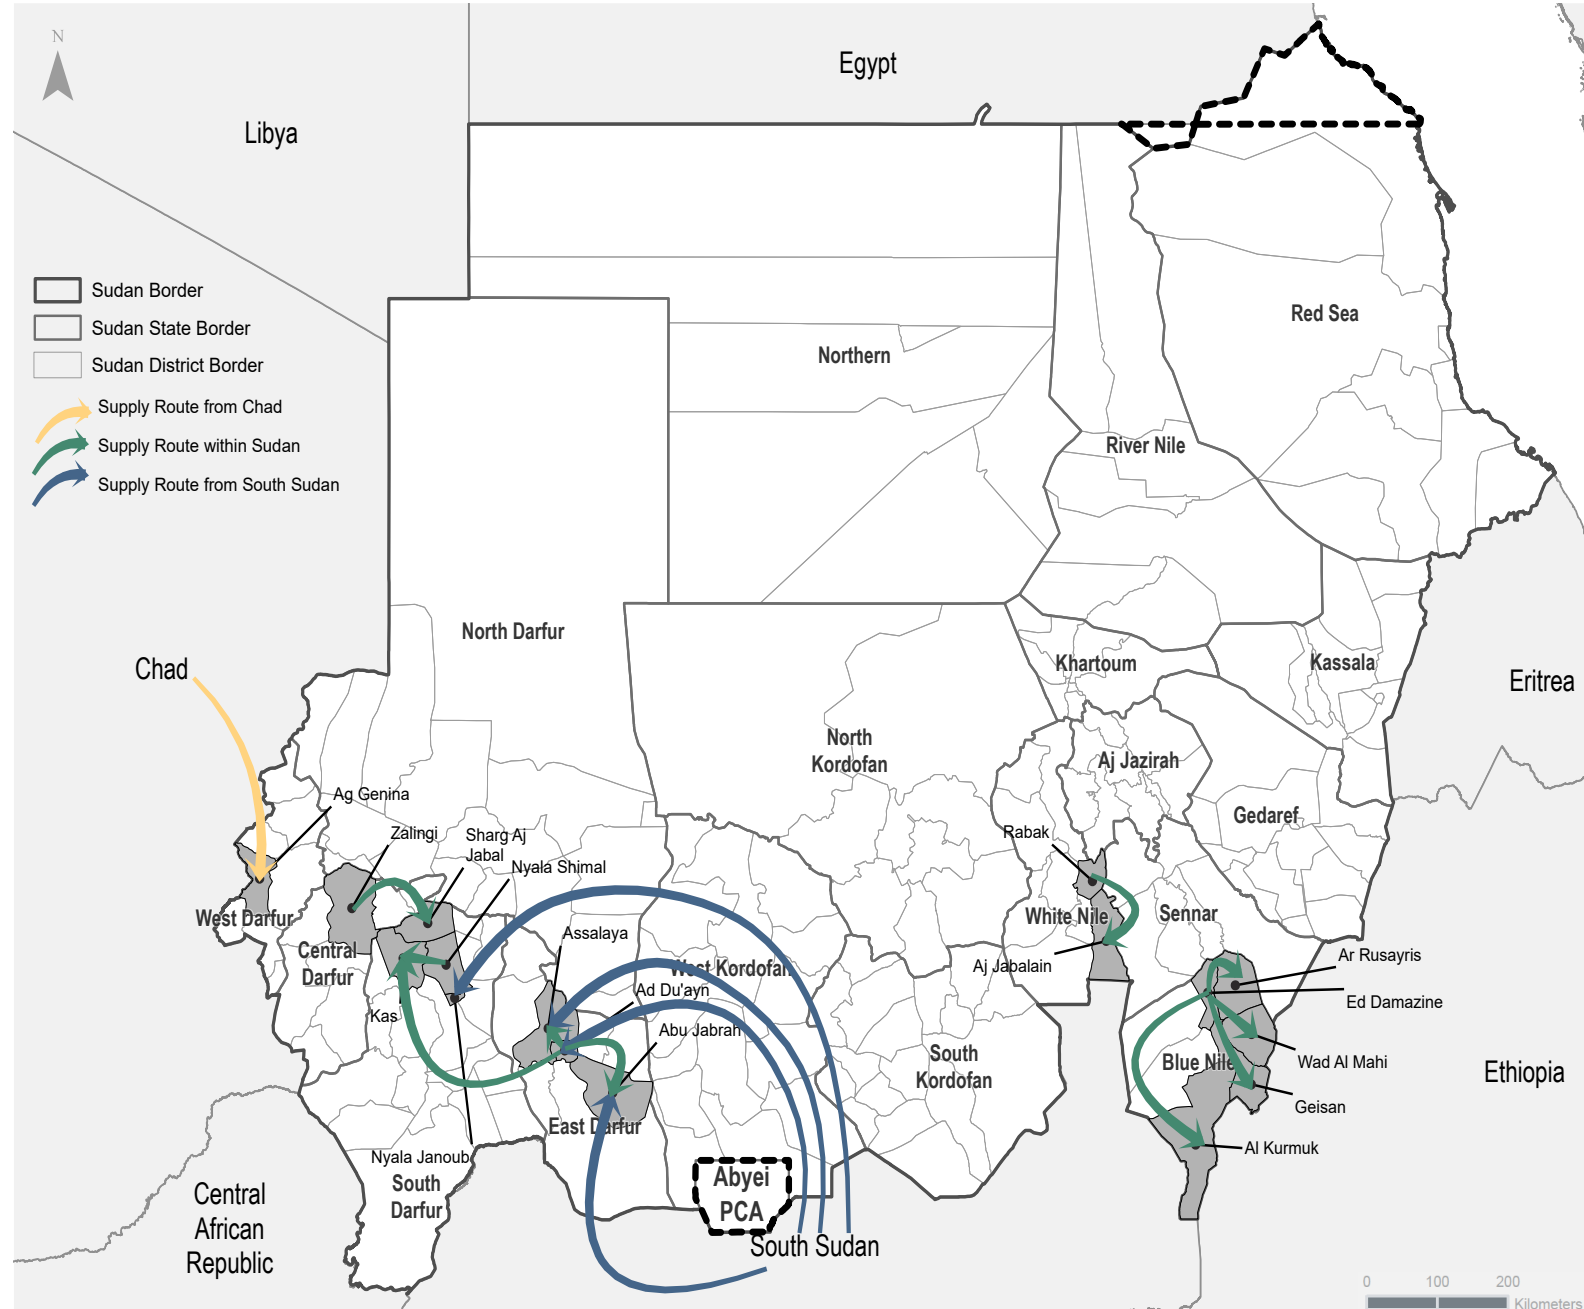 N
Egypt
Libya
Sudan Border
Sudan State Border
Sudan District Border
Supply Route from Chad
Supply Route within Sudan
Supply Route from South Sudan
Red Sea
Northern
River Nile
North Darfur
Chad
Khartoum
Kassala
Eritrea
North
Kordofan
Aj Jazirah
Ag Genina
Gedaref
Zalingi
Sharg Aj
Jabal
Nyala Shimal
Rabak
West Darfur
White Nile
Sennar
Assalaya
Central
Darfur
West Kordofan
Aj Jabalain
Ar Rusayris
Ad Du'ayn
Ed Damazine
Kas
Abu Jabrah
South
Kordofan
Blue Nile
Wad Al Mahi
Ethiopia
Geisan
East Darfur
Al Kurmuk
Nyala Janoub
South
Darfur
Abyei
PCA
Central
African
Republic
South Sudan
0 100 200
Kilometers